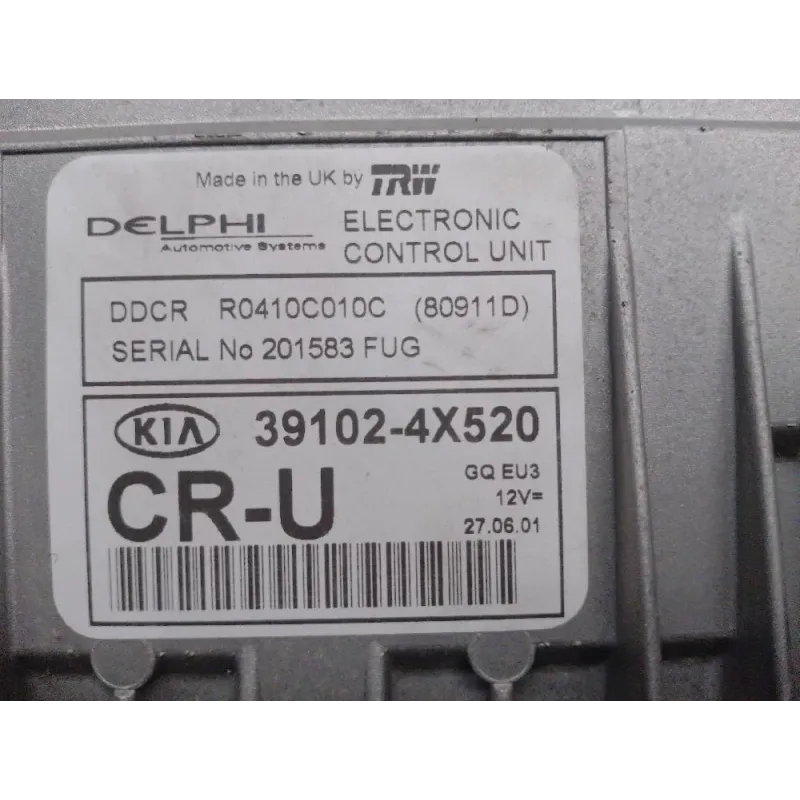 Made in the UK by TRW
DELPHI
Automotive Systems
ELECTRONIC
CONTROL UNIT
DDCR R0410C010C (80911D)
SERIAL No 201583 FUG
KIA 39102-4X520
CR-U
GQ EU3
12V=
27.06.01